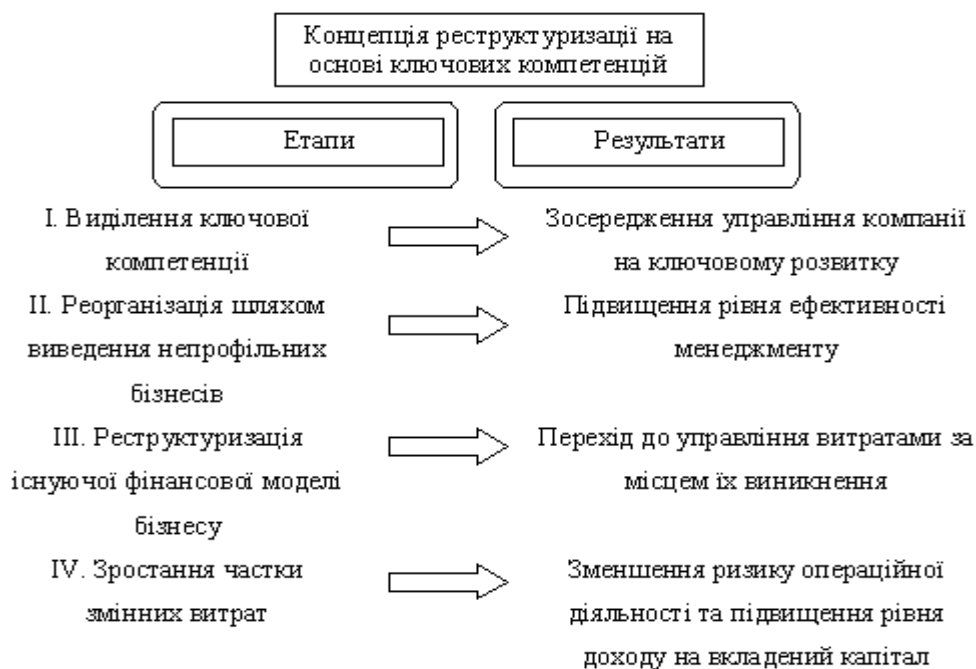 Концепція реструктуризації на
основі ключових компетенцій
Етапи
Результати
І. Виділення ключової
компетенції
Зосередження управління компанії
на ключовому розвитку
ІІ. Реорганізація шляхом
виведення непрофільних
бізнесів
Підвищення рівня ефективності
менеджменту
ІІІ. Реструктуризація
існуючої фінансової моделі
бізнесу
Перехід до управління витратами за
місцем їх виникнення
IV. Зростання частки
змінних витрат
Зменшення ризику операційної
діяльності та підвищення рівня
доходу на вкладений капітал